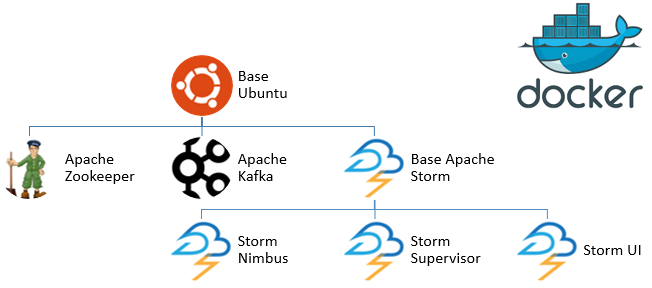 docker
Base
Ubuntu
Apache
Zookeeper
Apache
Kafka
Base Apache
Storm
Storm
Nimbus
Storm
Supervisor
Storm UI